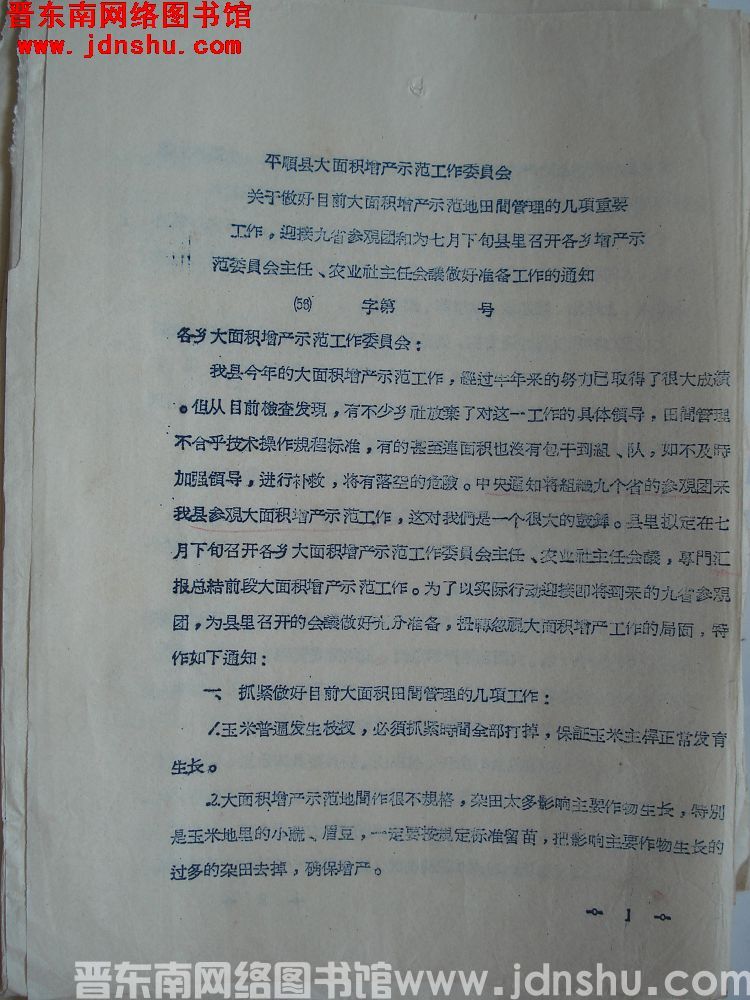 晋东南网络图书馆
www.jdnshu.com
平順县大面积增产示范工作委員会
关于做好目前大面积增产示范地田間管理的几項重要
工作，迎接九省参观团和为七月下旬县里召开各乡增产示
范委員会主任、农业社主任会議做好准备工作的通知
(56) 字第 号
各乡大面积增产示范工作委員会：
我县今年的大面积增产示范工作，經过半年来的努力已取得了很大成績
。但从目前檢查发現，有不少乡社放棄了对这一工作的具体領导，田間管理
不合乎技术操作規程标准，有的甚至連面积也沒有包干到組、队，如不及時
加强領导，进行补救，将有落空的危險。中央通知将組織九个省的参观团来
我县参观大面积增产示范工作，这对我們是一个很大的鼓舞。县里拟定在七
月下旬召开各乡大面积增产示范工作委員会主任、农业社主任会議，專門汇
报总結前段大面积增产示范工作。为了以实际行动迎接即将到来的九省参观
团，为县里召开的会議做好充分准备，扭轉忽視大面积增产工作的局面，特
作如下通知：
一、抓紧做好目前大面积田間管理的几項工作：
1.玉米普遍发生枝杈，必須抓紧時間全部打掉，保証玉米主桿正常发育
生长。
2.大面积增产示范地間作很不規格，杂田太多影响主要作物生长，特別
是玉米地里的小 、眉豆，一定要按規定标准留苗，把影响主要作物生长的
过多的杂田去掉，确保增产。
— 1 —
晋东南网络图书馆www.jdnshu.com